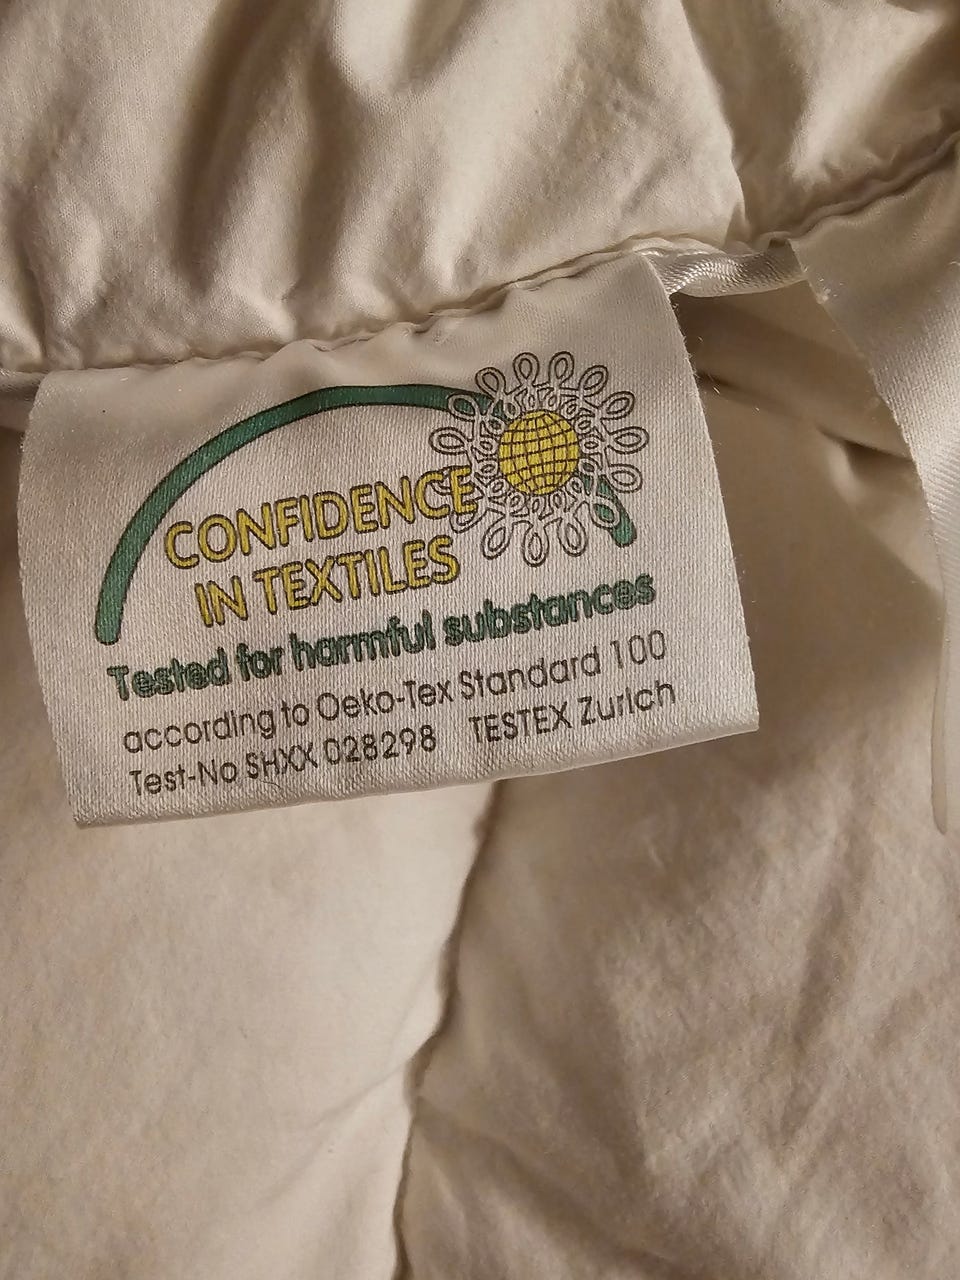 CONFIDENCE
IN TEXTILES
Tested for harmful substances
according to Oeko-Tex Standard 100
Test-No SHXX 028298 TESTEX Zurich